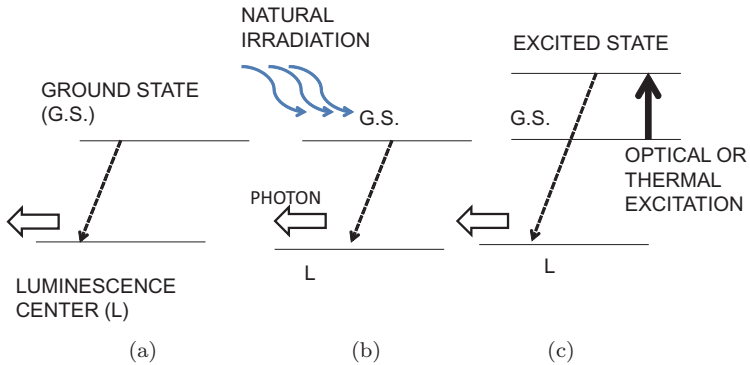 GROUND STATE
(G.S.)
LUMINESCENCE
CENTER (L)
(a)
NATURAL
IRRADIATION
G.S.
PHOTON
L
(b)
EXCITED STATE
G.S.
OPTICAL OR
THERMAL
EXCITATION
L
(c)